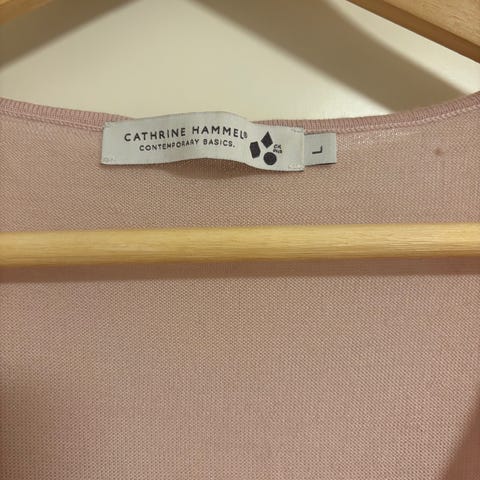 CATHRINE HAMMEL®
CONTEMPORARY BASICS.
L